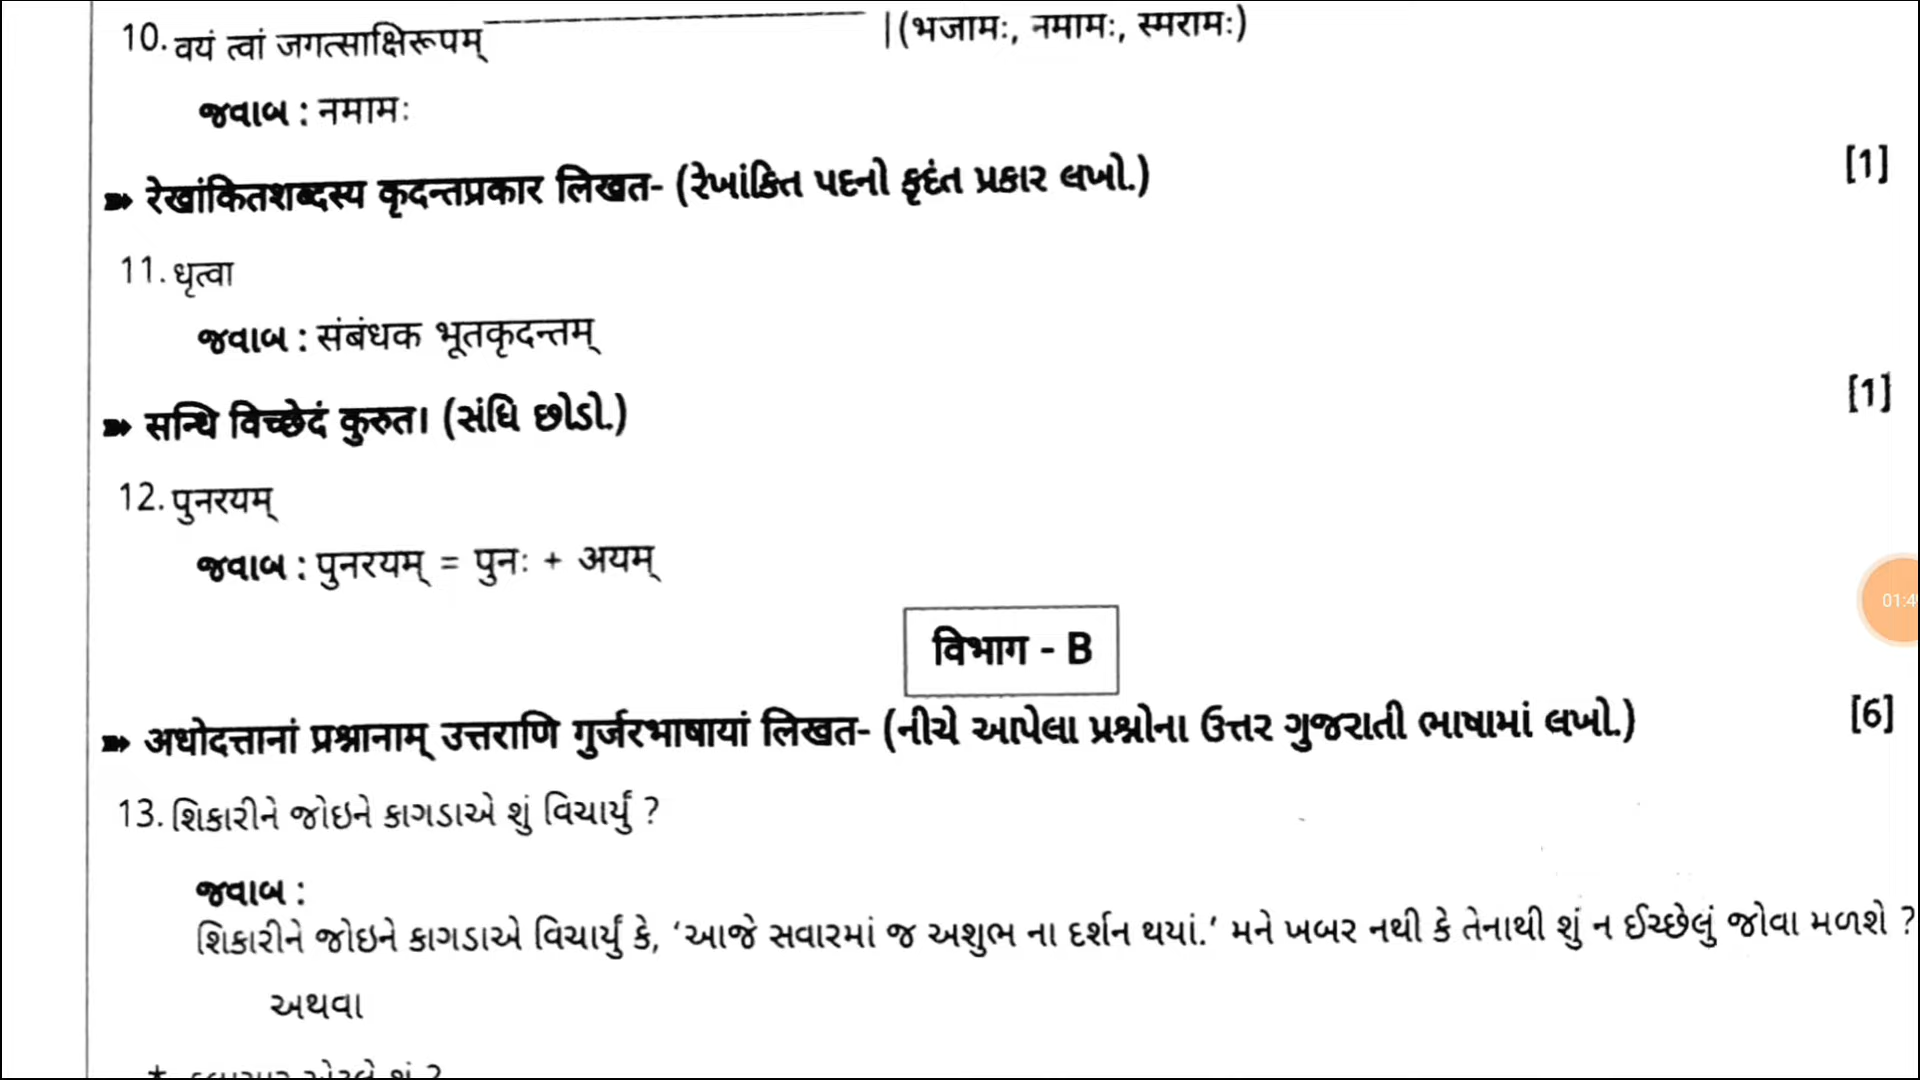 10. वयं त्वां जगत्साक्षिरूपम् ____________ | (भजामः, नमामः, स्मरामः)
જવાબ : नमामः
रेखांकितशब्दस्य कृदन्तप्रकार लिखत- (રેખાંકિત પદનો કૃદંત પ્રકાર લખો.) [1]
11. धृत्वा
જવાબ : संबंधक भूतकृदन्तम्
सन्धि विच्छेदं कुरुत। (સંધિ છોડો.) [1]
12. पुनरयम्
જવાબ : पुनरयम् = पुनः + अयम्
01:4
विभाग - B
अधोदत्तानां प्रश्नानाम् उत्तराणि गुर्जरभाषायां लिखत- (નીચે આપેલા પ્રશ્નોના ઉત્તર ગુજરાતી ભાષામાં લખો.) [6]
13. શિકારીને જોઇને કાગડાએ શું વિચાર્યું ?
જવાબ :
શિકારીને જોઇને કાગડાએ વિચાર્યું કે, ‘આજે સવારમાં જ અશુભ ના દર્શન થયાં.’ મને ખબર નથી કે તેનાથી શું ન ઈચ્છેલું જોવા મળશે ?
અથવા